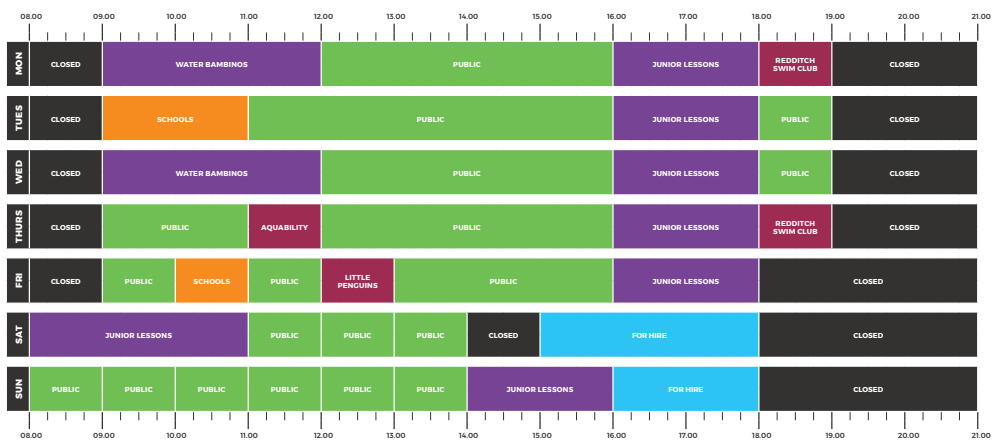 08.00 09.00 10.00 11.00 12.00 13.00 14.00 15.00 16.00 17.00 18.00 19.00 20.00 21.00
MON CLOSED WATER BAMBINOS PUBLIC JUNIOR LESSONS REDDITCH
SWIM CLUB CLOSED
TUES CLOSED SCHOOLS PUBLIC JUNIOR LESSONS PUBLIC CLOSED
WED CLOSED WATER BAMBINOS PUBLIC JUNIOR LESSONS PUBLIC CLOSED
THURS CLOSED PUBLIC AQUABILITY PUBLIC JUNIOR LESSONS REDDITCH
SWIM CLUB CLOSED
FRI CLOSED PUBLIC SCHOOLS PUBLIC LITTLE
PENGUINS PUBLIC JUNIOR LESSONS CLOSED
SAT JUNIOR LESSONS PUBLIC PUBLIC PUBLIC CLOSED FOR HIRE CLOSED
SUN PUBLIC PUBLIC PUBLIC PUBLIC PUBLIC PUBLIC JUNIOR LESSONS FOR HIRE CLOSED
08.00 09.00 10.00 11.00 12.00 13.00 14.00 15.00 16.00 17.00 18.00 19.00 20.00 21.00